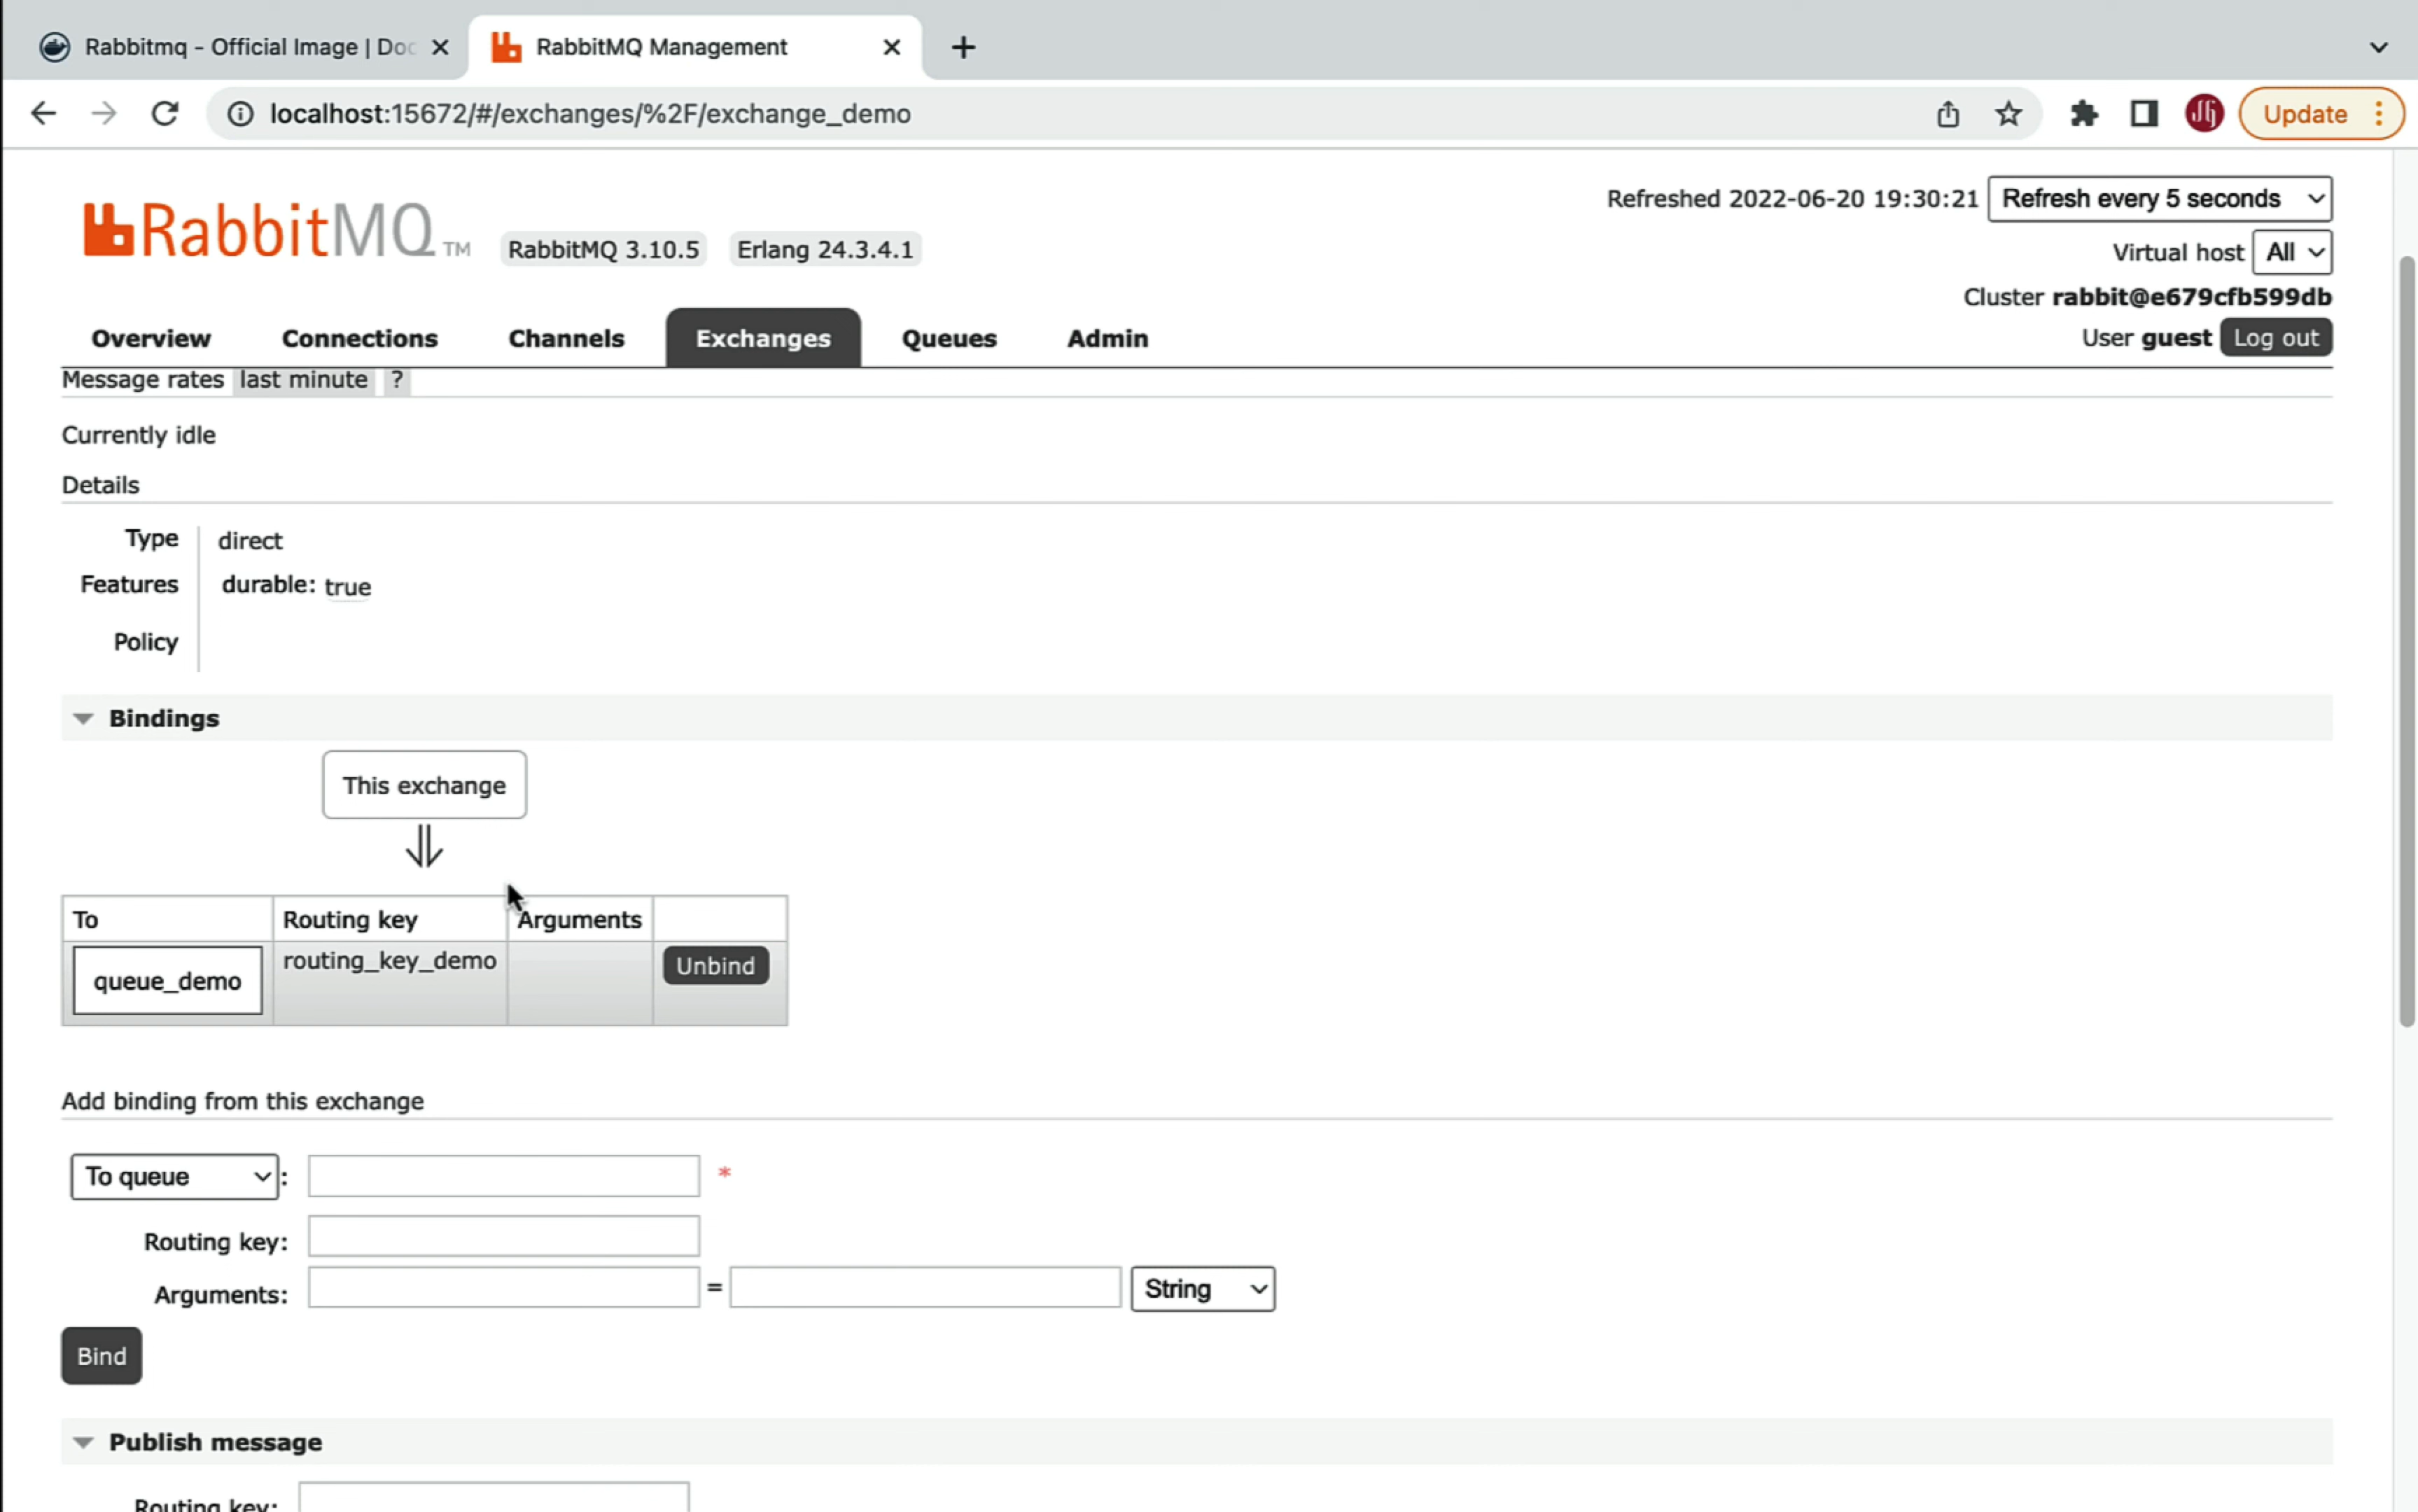 Rabbitmq - Official Image | Doc
RabbitMQ Management
localhost:15672/#/exchanges/%2F/exchange_demo
Update
RabbitMQ TM
RabbitMQ 3.10.5
Erlang 24.3.4.1
Refreshed 2022-06-20 19:30:21 Refresh every 5 seconds
Virtual host All
Cluster rabbit@e679cfb599db
User guest Log out
Overview Connections Channels Exchanges Queues Admin
Message rates last minute ?
Currently idle
Details
Type direct
Features durable: true
Policy
Bindings
This exchange
⇓
To Routing key Arguments
queue_demo routing_key_demo Unbind
Add binding from this exchange
To queue : *
Routing key:
Arguments: = String
Bind
Publish message
Routing key: